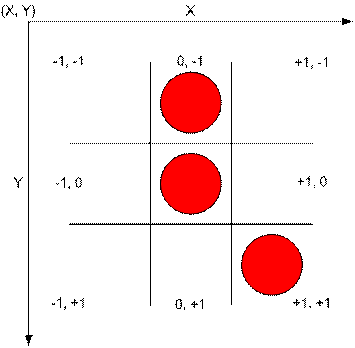 (X, Y) X
-1, -1 0, -1 +1, -1
Y -1, 0 +1, 0
-1, +1 0, +1 +1, +1